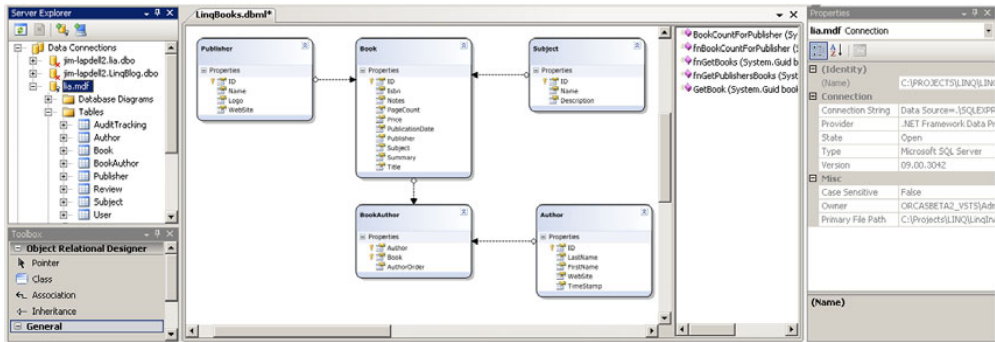 Server Explorer
Data Connections
jim-lapdell2.lia.dbo
jim-lapdell2.LinqBlog.dbo
lia.mdf
Database Diagrams
Tables
AuditTracking
Author
Book
BookAuthor
Publisher
Review
Subject
User
Toolbox
Object Relational Designer
Pointer
Class
Association
Inheritance
General
LinqBooks.dbml*
Publisher
Properties
ID
Name
Logo
WebSite
Book
Properties
ID
Isbn
Notes
PageCount
Price
PublicationDate
Publisher
Subject
Summary
Title
Subject
Properties
ID
Name
Description
BookAuthor
Properties
Author
Book
AuthorOrder
Author
Properties
ID
LastName
FirstName
WebSite
TimeStamp
BookCountForPublisher (Sy
fnBookCountForPublisher (S
fnGetBooks (System.Guid b
fnGetPublishersBooks (Syst
GetBook (System.Guid book
Properties
lia.mdf Connection
(Identity)
(Name) C:\PROJECTS\LINQ\LIN
Connection
Connection String Data Source=.\SQLEXPR
Provider .NET Framework Data Pr
State Open
Type Microsoft SQL Server
Version 09.00.3042
Misc
Case Sensitive False
Owner ORCASBETA2_VSTS\Adm
Primary File Path C:\Projects\LINQ\LinqInA
(Name)